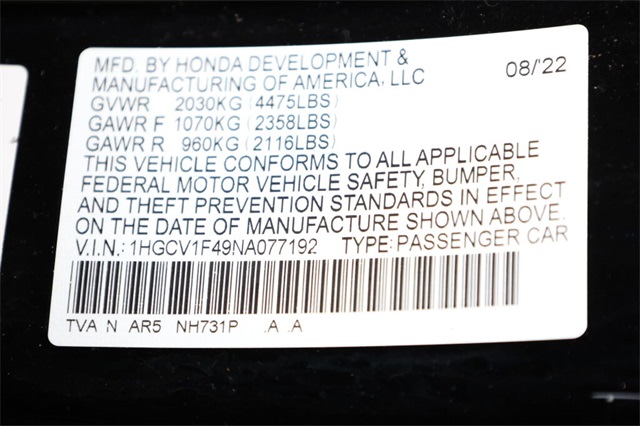 MFD. BY HONDA DEVELOPMENT &
MANUFACTURING OF AMERICA, LLC 08/'22
GVWR 2030KG (4475LBS)
GAWR F 1070KG (2358LBS)
GAWR R 960KG (2116LBS)
THIS VEHICLE CONFORMS TO ALL APPLICABLE
FEDERAL MOTOR VEHICLE SAFETY, BUMPER,
AND THEFT PREVENTION STANDARDS IN EFFECT
ON THE DATE OF MANUFACTURE SHOWN ABOVE.
V.I.N.: 1HGCV1F49NA077192 TYPE: PASSENGER CAR
TVA N AR5 NH731P .A .A